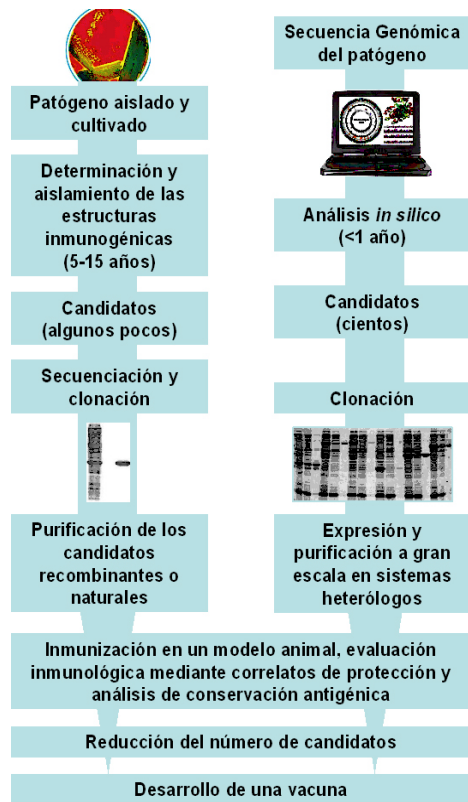 Patógeno aislado y
cultivado
Determinación y
aislamiento de las
estructuras
inmunogénicas
(5-15 años)
Candidatos
(algunos pocos)
Secuenciación y
clonación
Purificación de los
candidatos
recombinantes o
naturales
Secuencia Genómica
del patógeno
Análisis in silico
(<1 año)
Candidatos
(cientos)
Clonación
Expresión y
purificación a gran
escala en sistemas
heterólogos
Inmunización en un modelo animal, evaluación
inmunológica mediante correlatos de protección y
análisis de conservación antigénica
Reducción del número de candidatos
Desarrollo de una vacuna